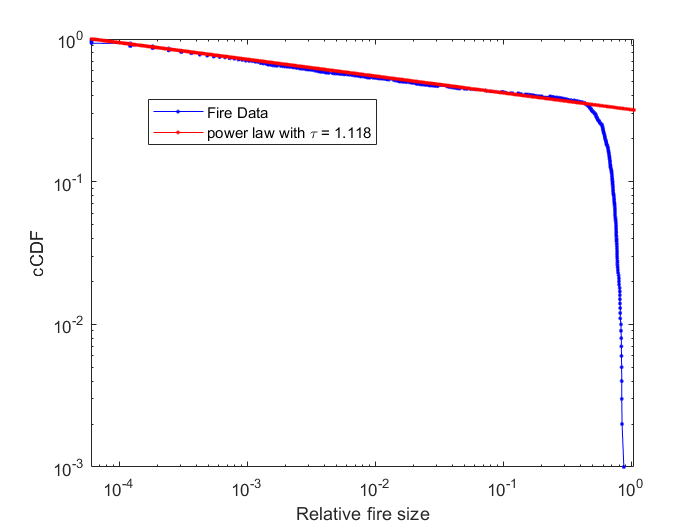 10^0
10^-1
10^-2
10^-3
cCDF
Fire Data
power law with τ = 1.118
10^-4 10^-3 10^-2 10^-1 10^0
Relative fire size